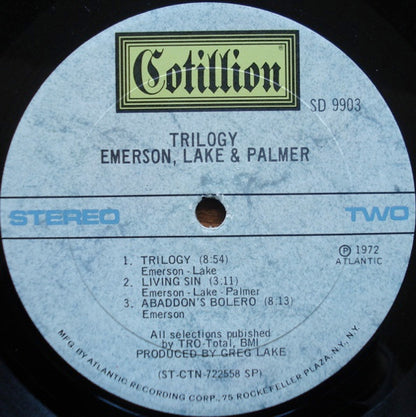 Cotillion ®
SD 9903
TRILOGY
EMERSON, LAKE & PALMER
STEREO TWO
1. TRILOGY (8:54)
Emerson - Lake
2. LIVING SIN (3:11)
Emerson - Lake - Palmer
3. ABADDON'S BOLERO (8:13)
Emerson
℗ 1972
ATLANTIC
All selections published
by TRO-Total, BMI
PRODUCED BY GREG LAKE
(ST-CTN-722558 SP)
MFG. BY ATLANTIC RECORDING CORP., 75 ROCKEFELLER PLAZA, N.Y., N.Y.